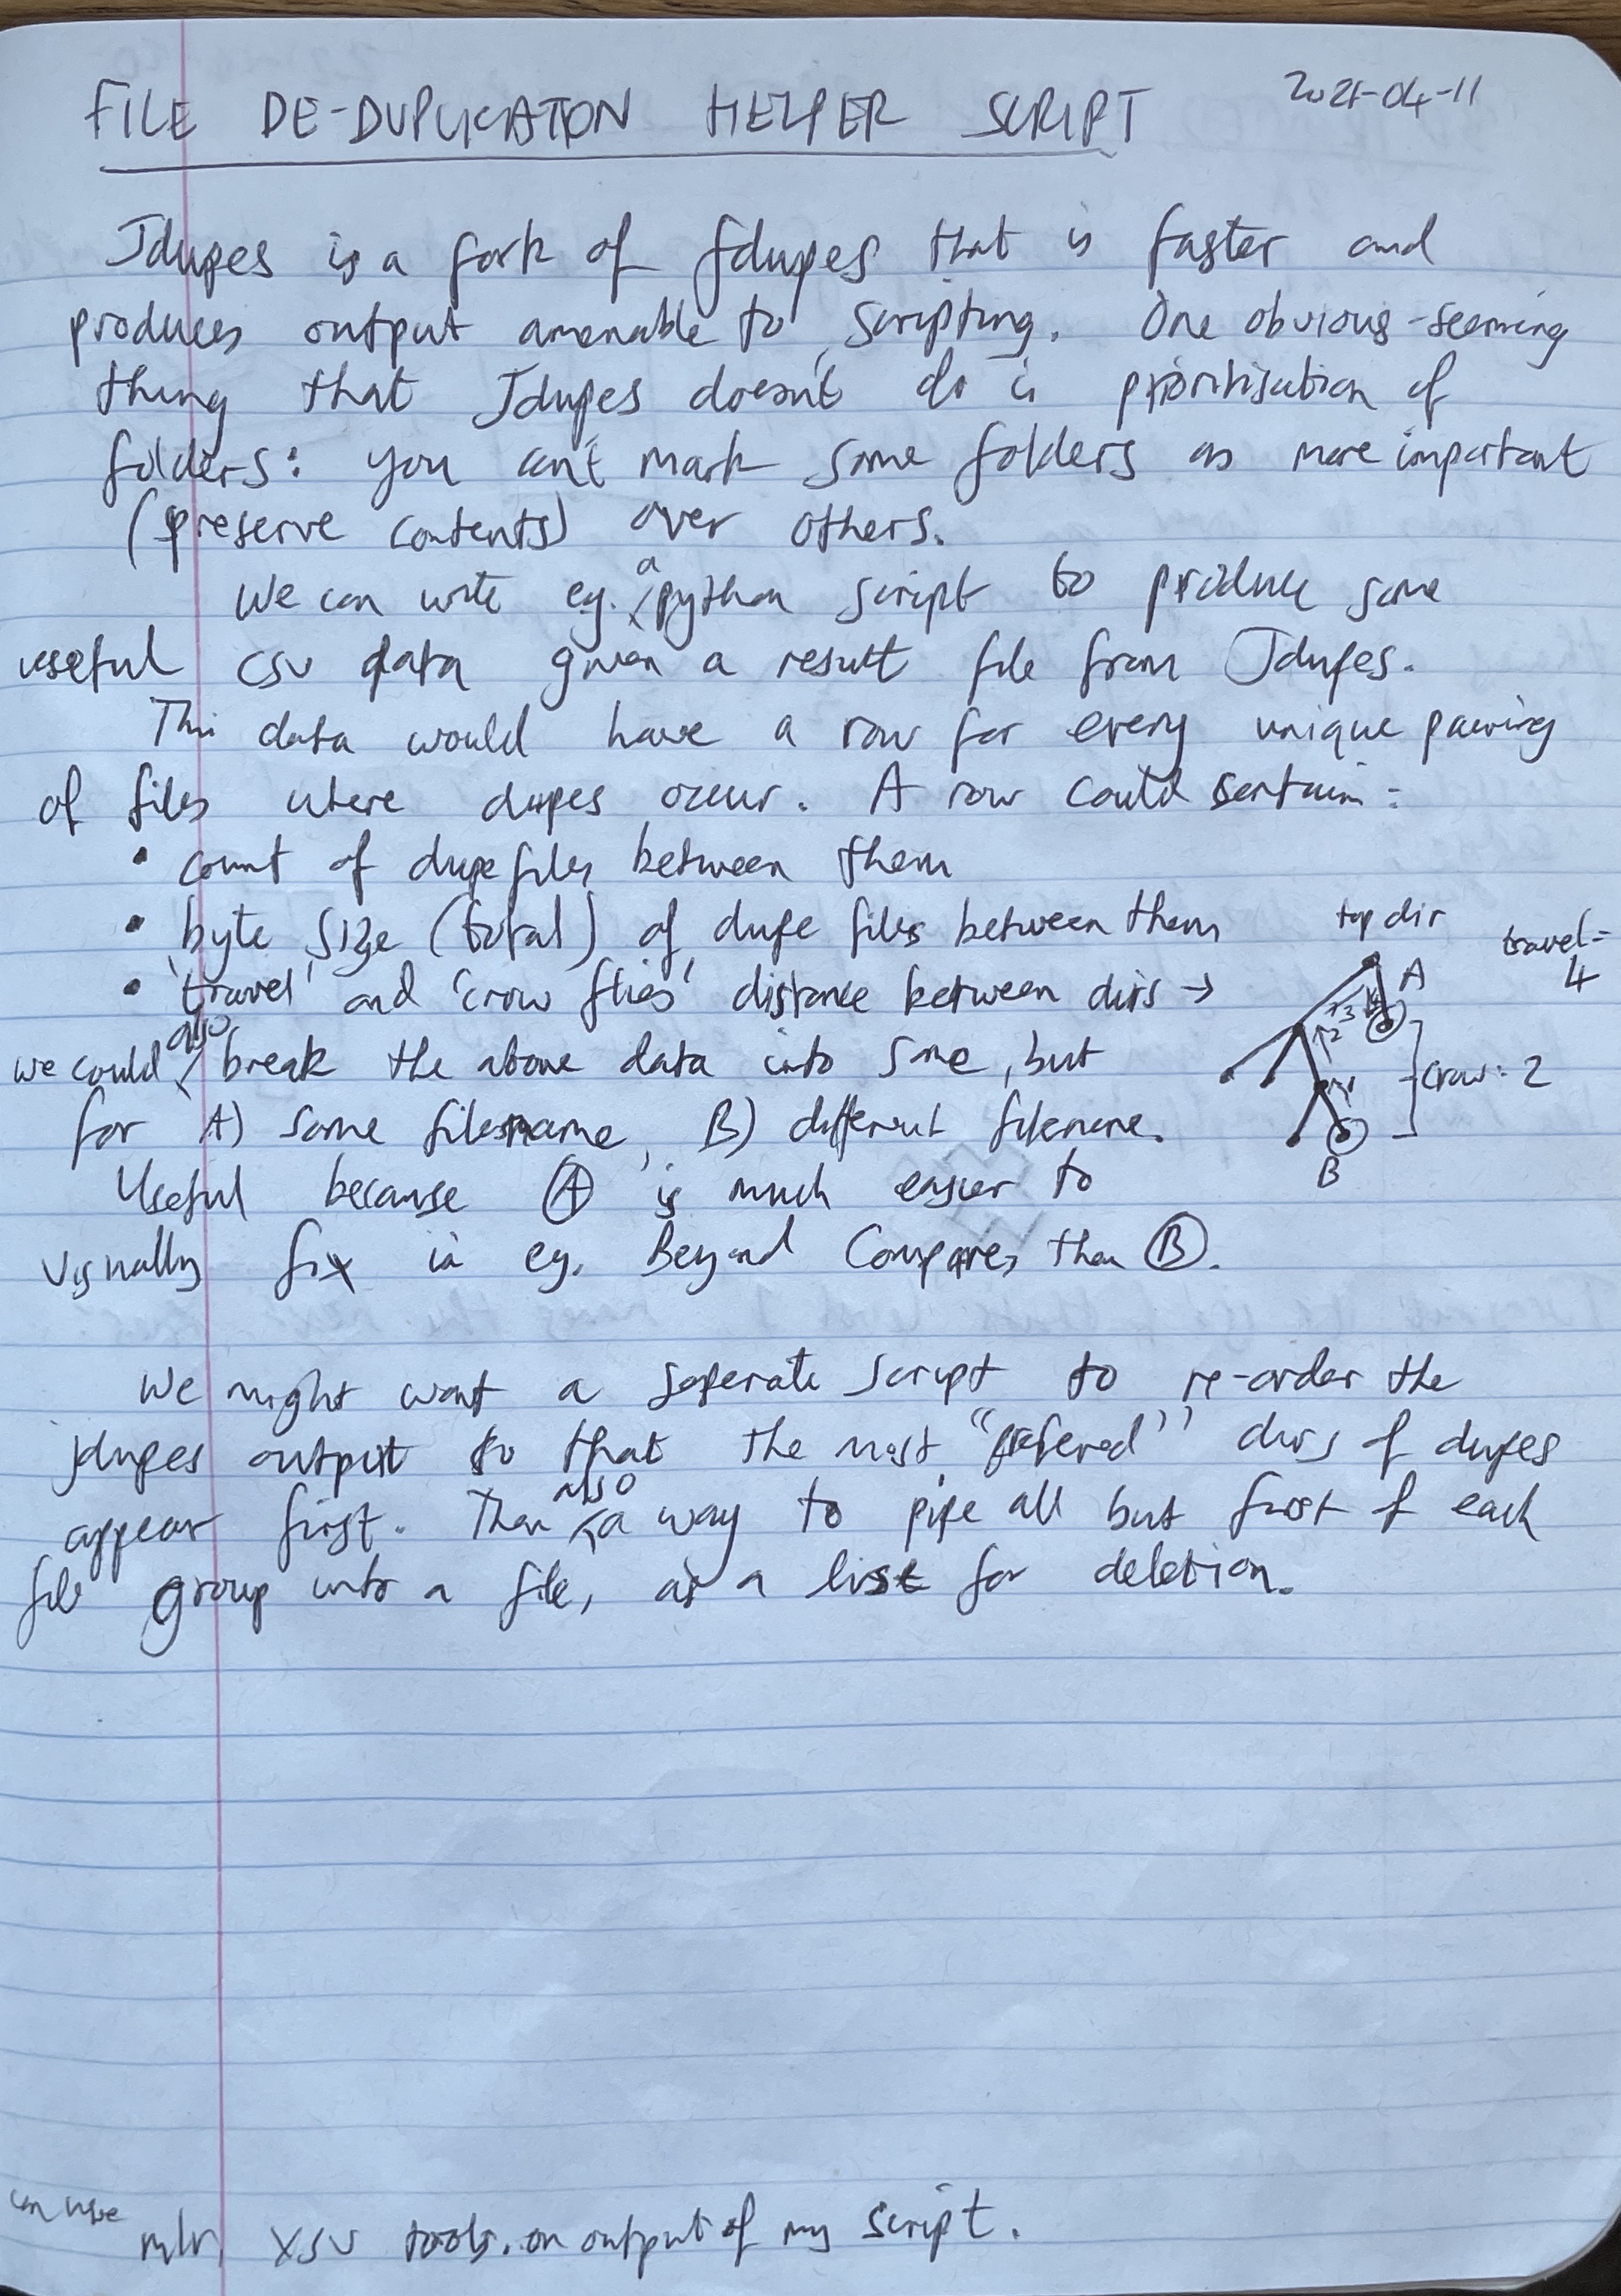 FILE DE-DUPLICATION HELPER SCRIPT 2021-04-11
Jdupes is a fork of fdupes that is faster and
produces output amenable to scripting. One obvious-seeming
thing that Jdupes doesn't do is prioritisation of
folders: you can't mark some folders as more important
(preserve contents) over others.
We can write eg. a python script to produce some
useful csv data given a result file from Jdupes.
This data would have a row for every unique pairing
of files where dupes occur. A row could contain:
• count of dupe files between them
• byte size (total) of dupe files between them
• 'travel' and 'crow flies' distance between dirs →
top dir
travel=
4
A
1
2
3
4
crow: 2
B
we could also break the above data into same, but
for A) same filename, B) different filename.
Useful because A is much easier to
visually fix in eg. Beyond Compare, than B.
We might want a seperate script to re-order the
jdupes output so that the most "prefered" dirs of dupes
appear first. Then also a way to pipe all but first of each
file group into a file, as a list for deletion.
can use
mlr, xsv tools. on output of my script.